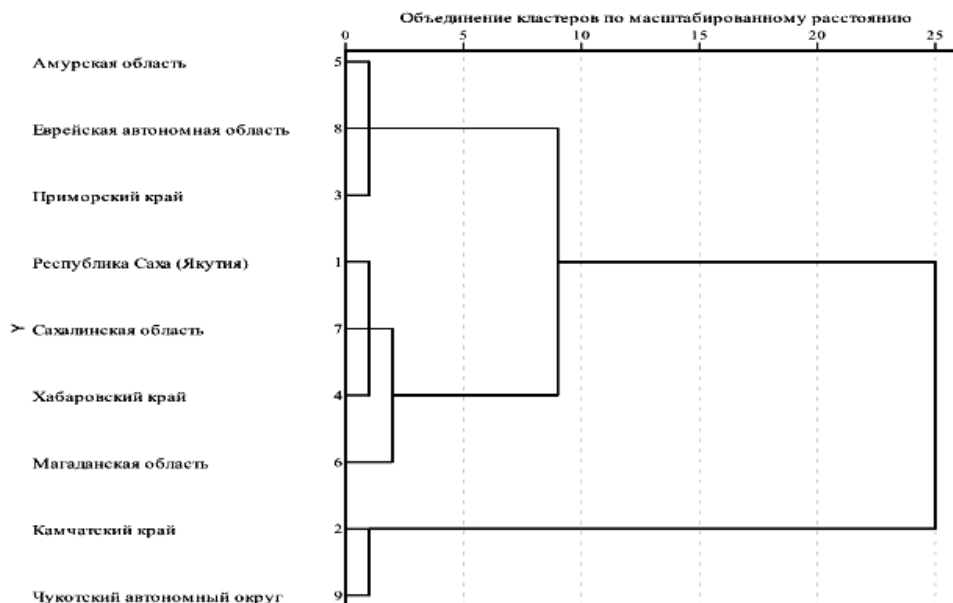 Объединение кластеров по масштабированному расстоянию
0 5 10 15 20 25
Амурская область 5
Еврейская автономная область 8
Приморский край 3
Республика Саха (Якутия) 1
Y Сахалинская область 7
Хабаровский край 4
Магаданская область 6
Камчатский край 2
Чукотский автономный округ 9